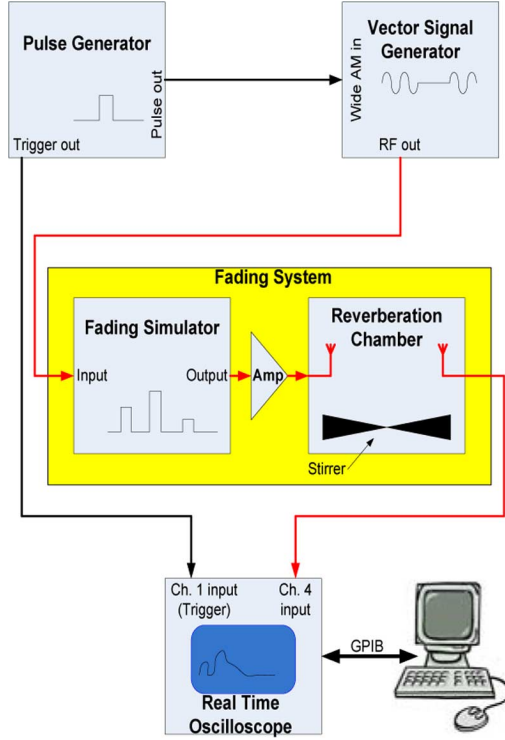 Pulse Generator
Pulse out
Trigger out
Vector Signal
Generator
Wide AM in
RF out
Fading System
Fading Simulator
Input
Output
Amp
Reverberation
Chamber
Stirrer
Ch. 1 input
(Trigger)
Ch. 4
input
Real Time
Oscilloscope
GPIB